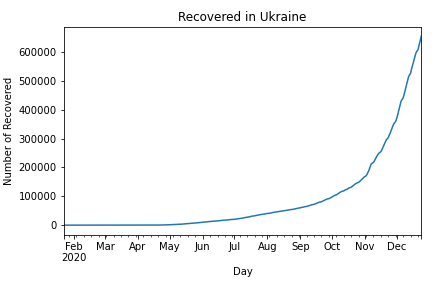 Recovered in Ukraine
Number of Recovered
600000
500000
400000
300000
200000
100000
0
Feb Mar Apr May Jun Jul Aug Sep Oct Nov Dec
2020
Day